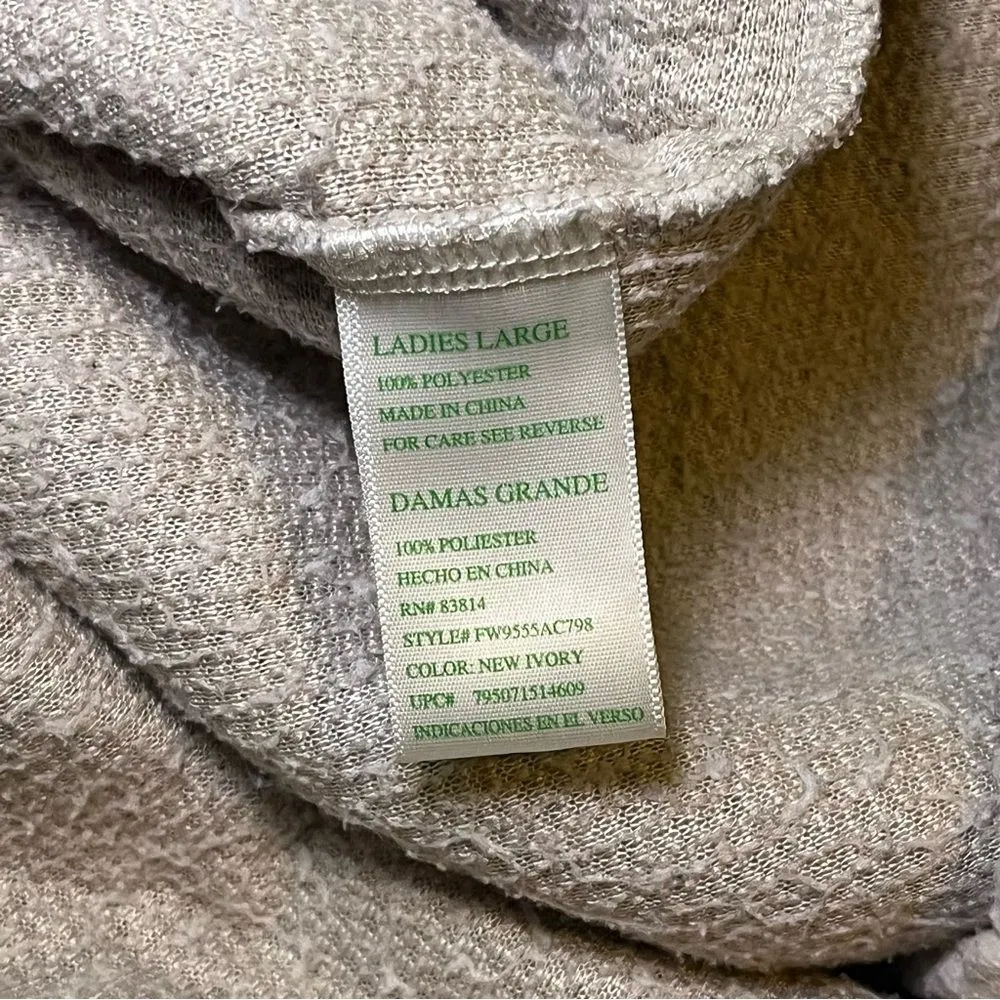 LADIES LARGE
100% POLYESTER
MADE IN CHINA
FOR CARE SEE REVERSE
DAMAS GRANDE
100% POLIESTER
HECHO EN CHINA
RN# 83814
STYLE# FW9555AC798
COLOR: NEW IVORY
UPC# 795071514609
INDICACIONES EN EL VERSO